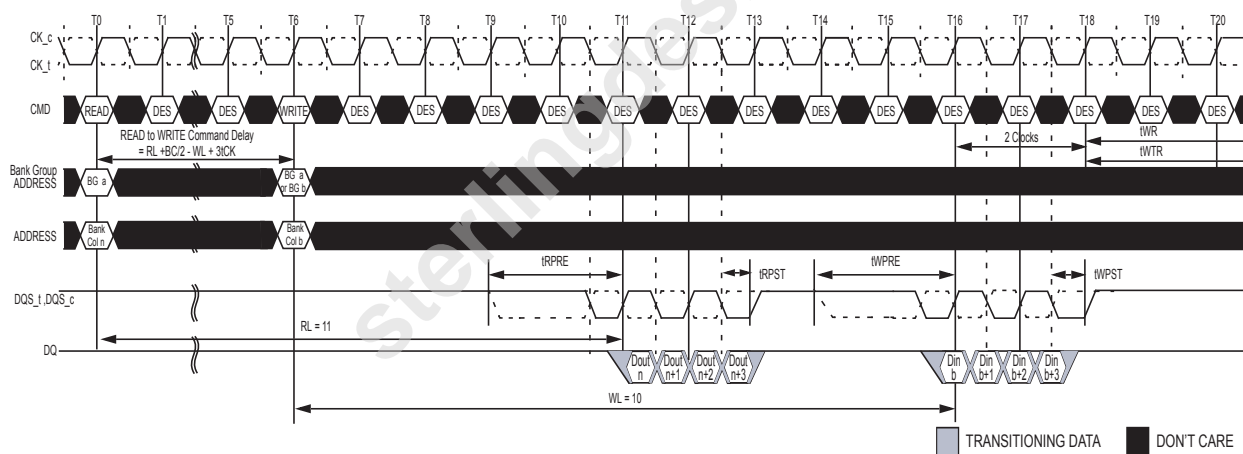 T0 T1 T5 T6 T7 T8 T9 T10 T11 T12 T13 T14 T15 T16 T17 T18 T19 T20
CK_c
CK_t
CMD READ DES DES WRITE DES DES DES DES DES DES DES DES DES DES DES DES DES DES
READ to WRITE Command Delay
= RL +BC/2 - WL + 3tCK
2 Clocks
tWR
tWTR
Bank Group
ADDRESS
BG a
BG a
or BG b
ADDRESS
Bank
Col n
Bank
Col b
tRPRE
tRPST
tWPRE
tWPST
DQS_t ,DQS_c
RL = 11
DQ
Dout
n
Dout
n+1
Dout
n+2
Dout
n+3
Din
b
Din
b+1
Din
b+2
Din
b+3
WL = 10
TRANSITIONING DATA
DON'T CARE
sterlingdes